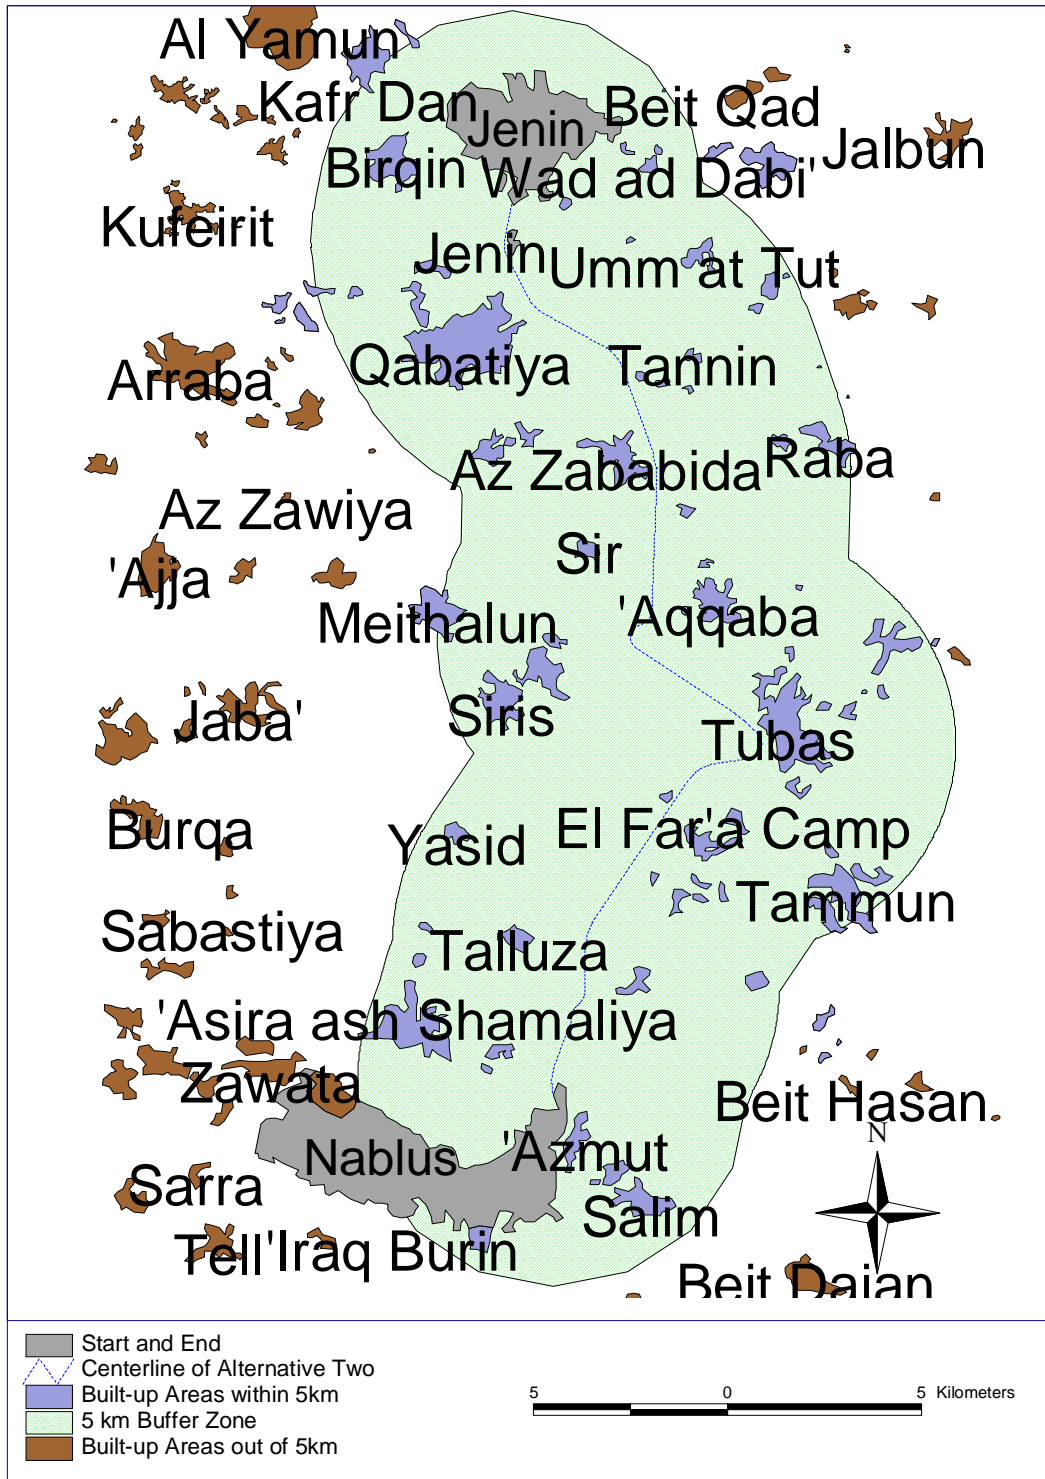 Al Yamun
Kafr Dan
Beit Qad
Jenin
Jalbun
Birqin
Wad ad Dabi'
Kufeirit
Jenin
Umm at Tut
Arraba
Qabatiya
Tannin
Az Zababida
Raba
Az Zawiya
Sir
'Ajja
Meithalun
'Aqqaba
Jaba'
Siris
Tubas
Burqa
Yasid
El Far'a Camp
Tammun
Sabastiya
Talluza
'Asira ash Shamaliya
Zawata
Beit Hasan
N
Nablus
'Azmut
Sarra
Salim
Tell
'Iraq Burin
Beit Dajan
Start and End
Centerline of Alternative Two
Built-up Areas within 5km
5 km Buffer Zone
Built-up Areas out of 5km
5 0 5 Kilometers